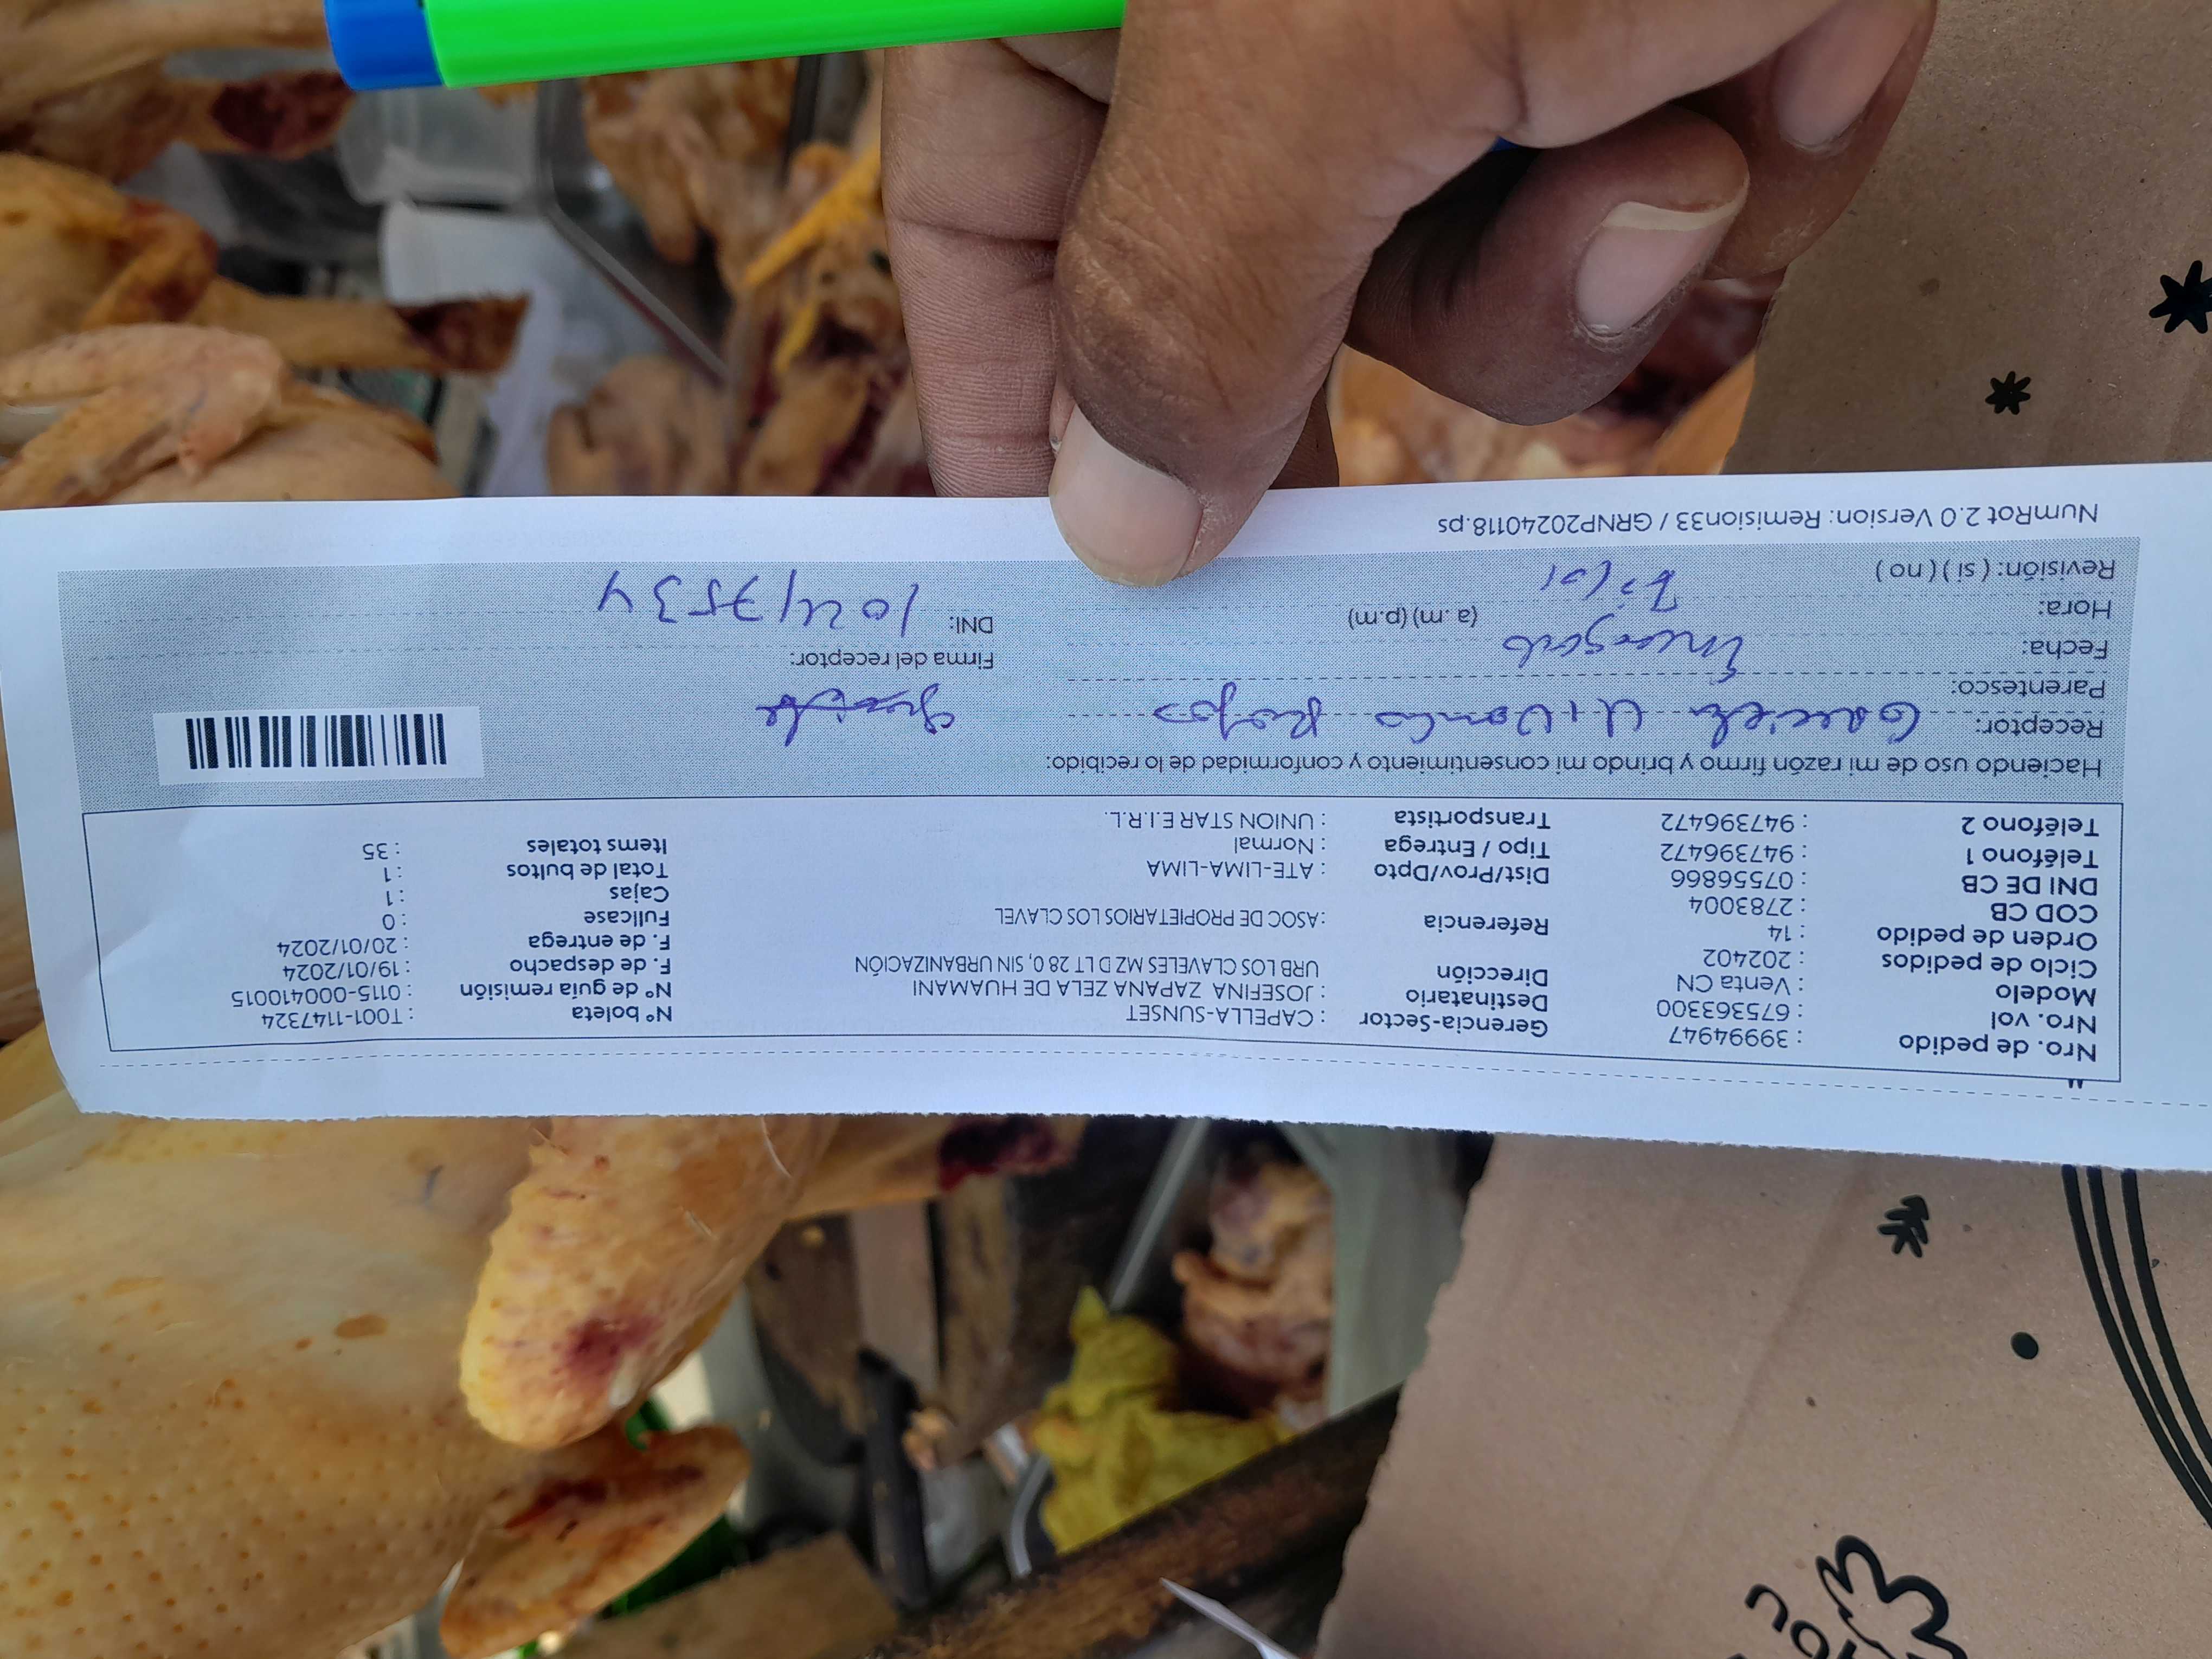 Nro. de pedido : 39994947 Gerencia-Sector : CAPELLA-SUNSET N° boleta : T001-11147324
Nro. vol : 675363300 Destinatario : JOSEFINA ZAPANA ZELA DE HUAMANI N° de guía remisión : 0115-000410015
Modelo : Venta CN Dirección URB LOS CLAVELES MZ D LT 28 0, SIN URBANIZACIÓN F. de despacho : 19/01/2024
Ciclo de pedidos : 202402 F. de entrega : 20/01/2024
Orden de pedido : 14 Referencia :ASOC DE PROPIETARIOS LOS CLAVEL Fullcase : 0
COD CB : 2783004 Cajas : 1
DNI DE CB : 07556866 Dist/Prov/Dpto : ATE-LIMA-LIMA Total de bultos : 1
Teléfono 1 : 947396472 Tipo / Entrega : Normal Items totales : 35
Teléfono 2 : 947396472 Transportista : UNION STAR E.I.R.L.
Haciendo uso de mi razón firmo y brindo mi consentimiento y conformidad de lo recibido:
Receptor:
Parentesco:
Fecha: Firma del receptor:
Hora: (a.m) (p.m) DNI: 10447534
Revisión: ( si ) ( no )
NumRot 2.0 Version: Remision33 / GRNP20240118.ps